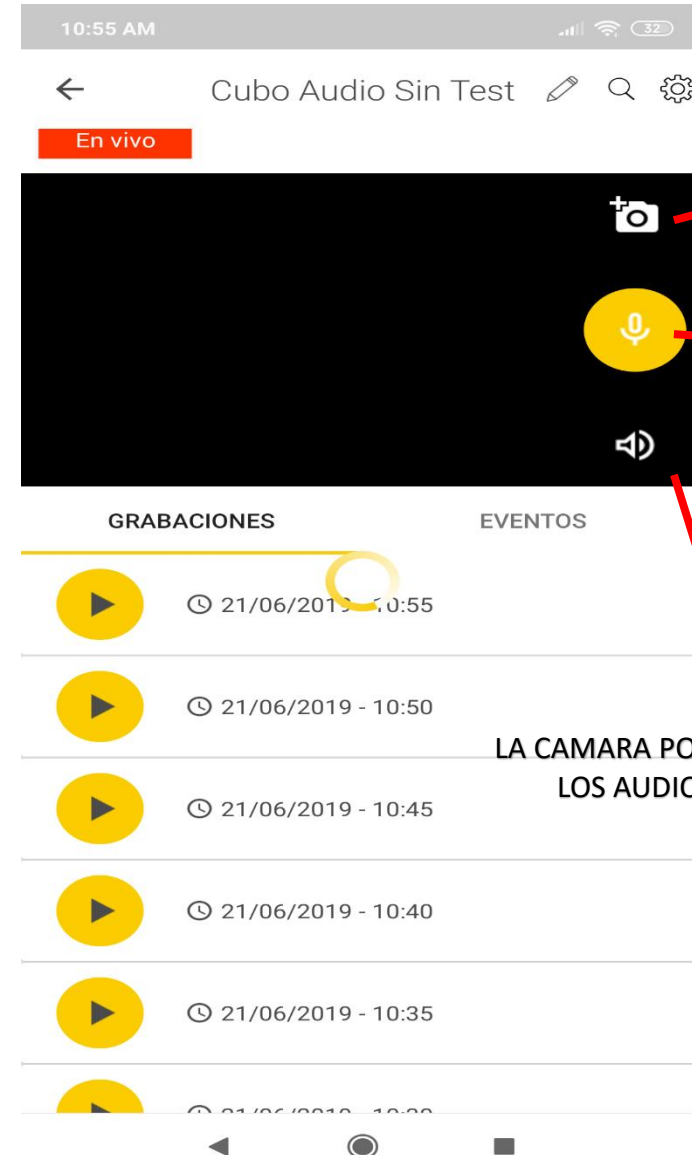 10:55 AM
32
Cubo Audio Sin Test
En vivo
GRABACIONES
EVENTOS
21/06/2019 - 10:55
21/06/2019 - 10:50
LA CAMARA PO
LOS AUDIO
21/06/2019 - 10:45
21/06/2019 - 10:40
21/06/2019 - 10:35